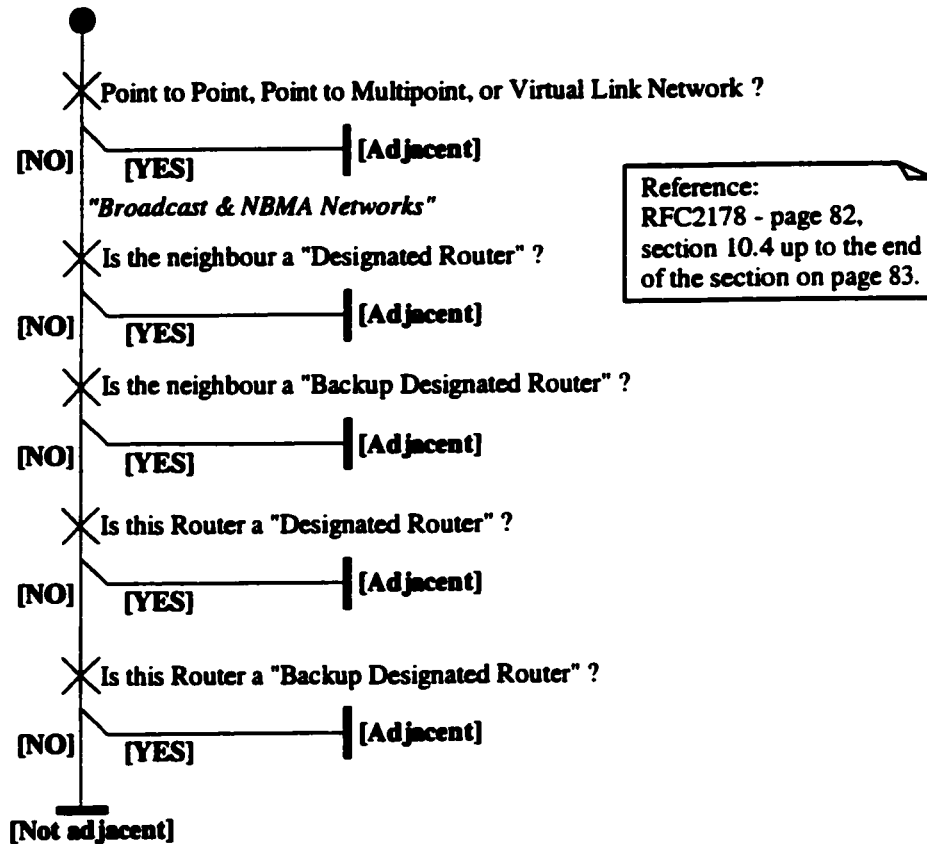 Point to Point, Point to Multipoint, or Virtual Link Network ?
[NO]
[YES]
[Adjacent]
"Broadcast & NBMA Networks"
Reference:
RFC2178 - page 82,
section 10.4 up to the end
of the section on page 83.
Is the neighbour a "Designated Router" ?
[NO]
[YES]
[Adjacent]
Is the neighbour a "Backup Designated Router" ?
[NO]
[YES]
[Adjacent]
Is this Router a "Designated Router" ?
[NO]
[YES]
[Adjacent]
Is this Router a "Backup Designated Router" ?
[NO]
[YES]
[Adjacent]
[Not adjacent]